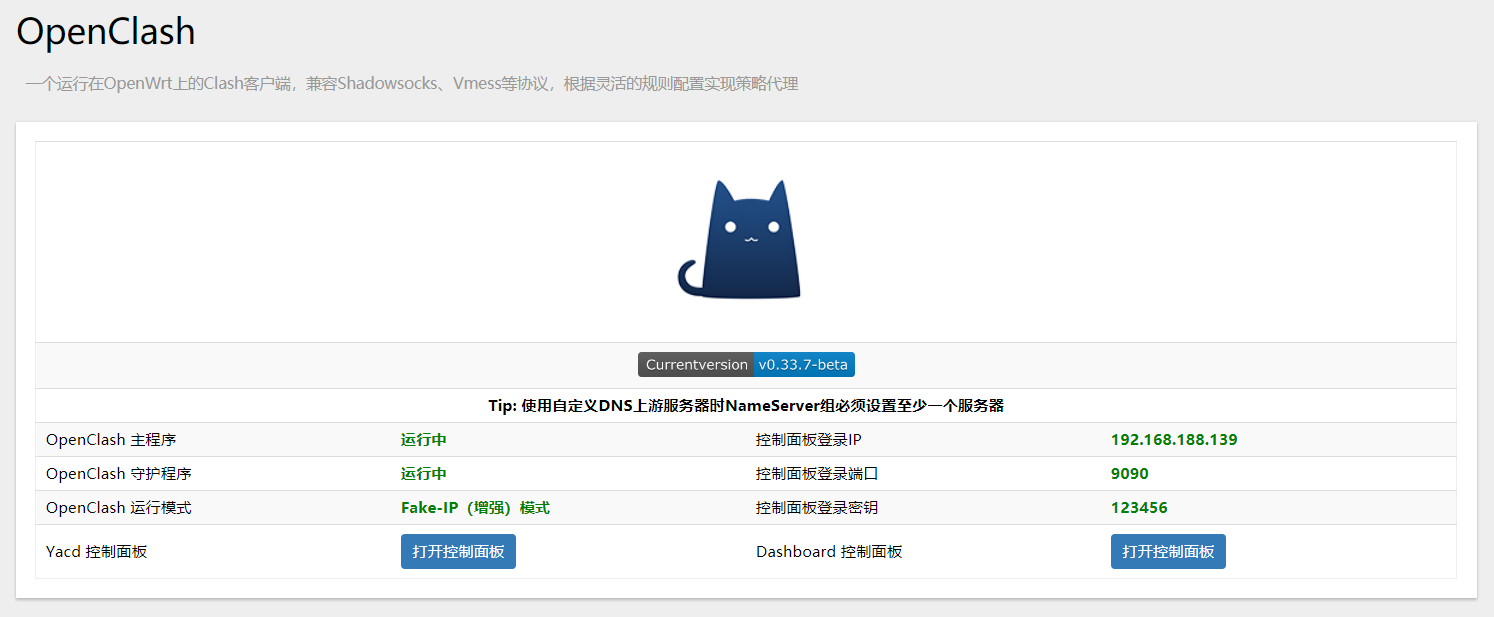 OpenClash
一个运行在OpenWrt上的Clash客户端，兼容Shadowsocks、Vmess等协议，根据灵活的规则配置实现策略代理
Currentversion v0.33.7-beta
Tip: 使用自定义DNS上游服务器时NameServer组必须设置至少一个服务器
OpenClash 主程序 运行中 控制面板登录IP 192.168.188.139
OpenClash 守护程序 运行中 控制面板登录端口 9090
OpenClash 运行模式 Fake-IP（增强）模式 控制面板登录密钥 123456
Yacd 控制面板 打开控制面板 Dashboard 控制面板 打开控制面板